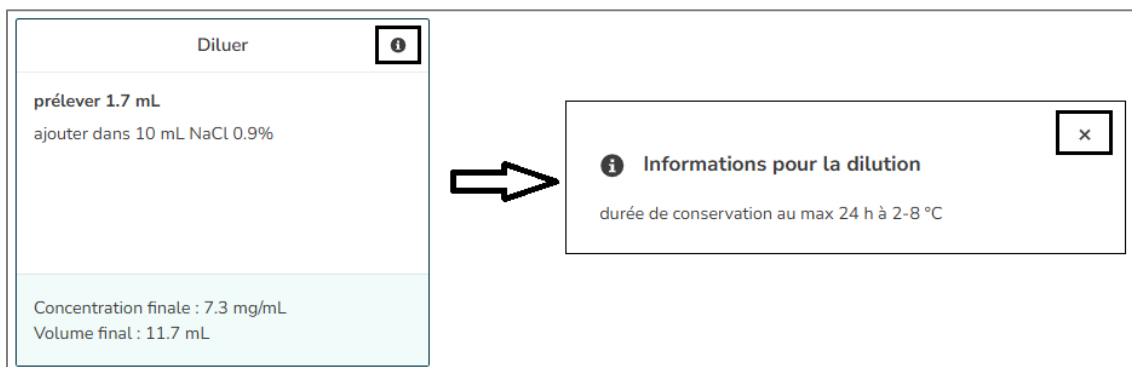 Diluer
prélever 1.7 mL
ajouter dans 10 mL NaCl 0.9%
Concentration finale : 7.3 mg/mL
Volume final : 11.7 mL
Informations pour la dilution
durée de conservation au max 24 h à 2-8 °C